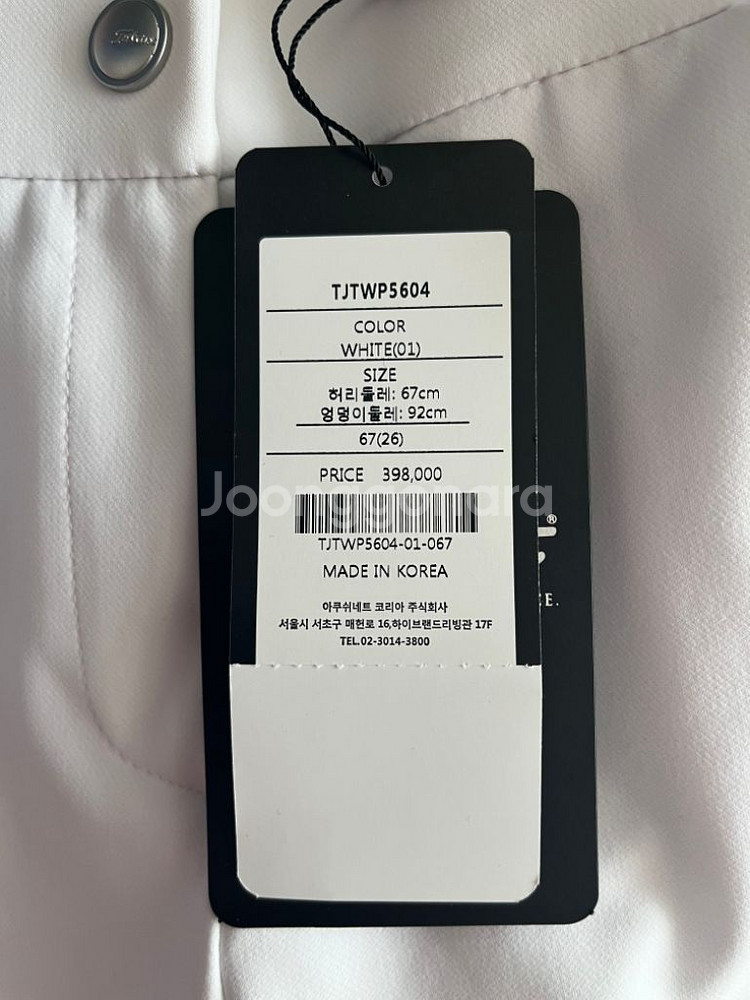 Titleist
TJTWP5604
COLOR
WHITE(01)
SIZE
허리둘레: 67cm
엉덩이둘레: 92cm
67(26)
PRICE 398,000
Joonggonara
TJTWP5604-01-067
MADE IN KOREA
®
CE.
아쿠쉬네트 코리아 주식회사
서울시 서초구 매헌로 16,하이브랜드리빙관 17F
TEL.02-3014-3800